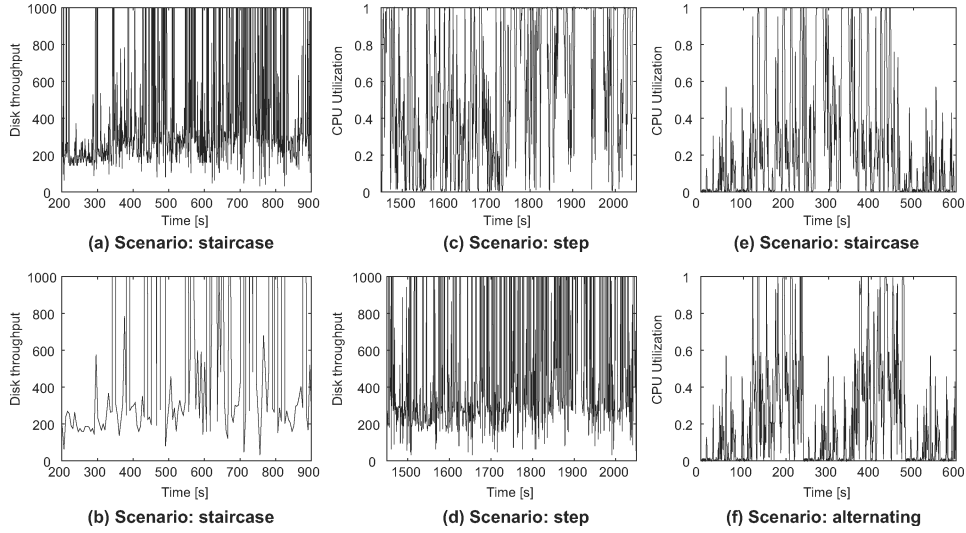 1000
800
600
400
200
0
Disk throughput
200 300 400 500 600 700 800 900
Time [s]
(a) Scenario: staircase
1
0.8
0.6
0.4
0.2
0
CPU Utilization
1500 1600 1700 1800 1900 2000
Time [s]
(c) Scenario: step
1
0.8
0.6
0.4
0.2
0
CPU Utilization
0 100 200 300 400 500 600
Time [s]
(e) Scenario: staircase
1000
800
600
400
200
0
Disk throughput
200 300 400 500 600 700 800 900
Time [s]
(b) Scenario: staircase
1000
800
600
400
200
0
Disk throughput
1500 1600 1700 1800 1900 2000
Time [s]
(d) Scenario: step
1
0.8
0.6
0.4
0.2
0
CPU Utilization
0 100 200 300 400 500 600
Time [s]
(f) Scenario: alternating